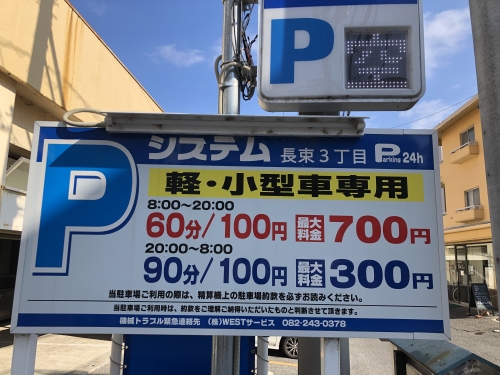 P
空
P
システム 長束3丁目 Parking 24h
軽・小型車専用
8:00~20:00
60分/100円 最大料金 700円
20:00~8:00
90分/100円 最大料金 300円
当駐車場ご利用の際は、精算機上の駐車場約款を必ずお読みください。
当駐車場ご利用時は、約款をご理解ご納得いただいたものと判断させて頂きます。
機械トラブル緊急連絡先 (株)WESTサービス 082-243-0378